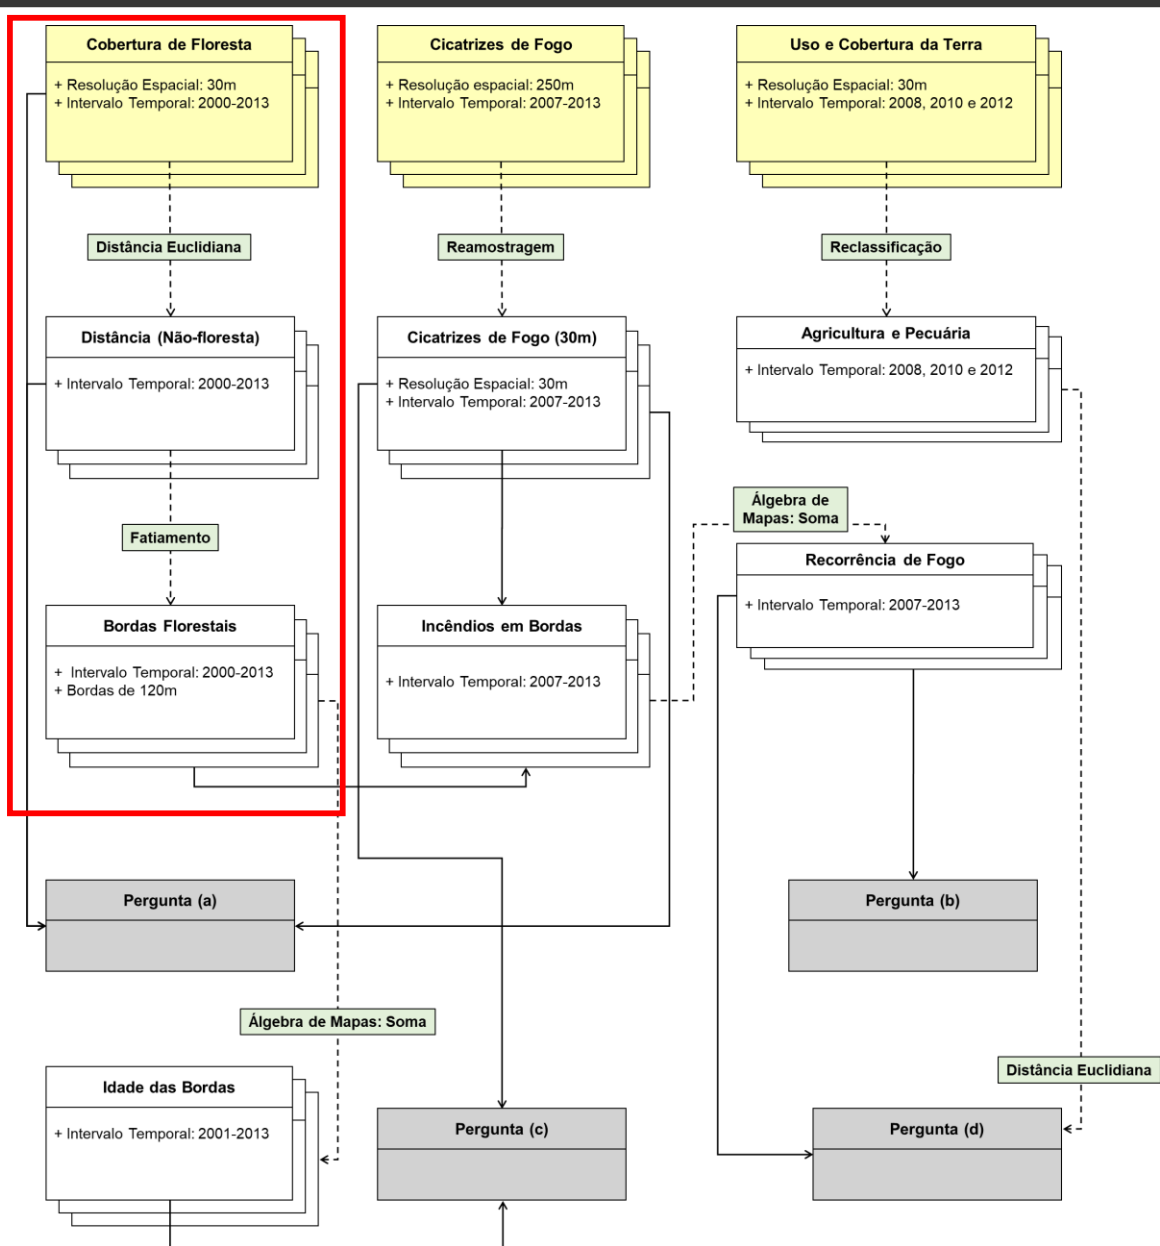 Cobertura de Floresta
+ Resolução Espacial: 30m
+ Intervalo Temporal: 2000-2013
Cicatrizes de Fogo
+ Resolução espacial: 250m
+ Intervalo Temporal: 2007-2013
Uso e Cobertura da Terra
+ Resolução Espacial: 30m
+ Intervalo Temporal: 2008, 2010 e 2012
Distância Euclidiana
Reamostragem
Reclassificação
Distância (Não-floresta)
+ Intervalo Temporal: 2000-2013
Cicatrizes de Fogo (30m)
+ Resolução Espacial: 30m
+ Intervalo Temporal: 2007-2013
Agricultura e Pecuária
+ Intervalo Temporal: 2008, 2010 e 2012
Fatiamento
Álgebra de
Mapas: Soma
Bordas Florestais
+ Intervalo Temporal: 2000-2013
+ Bordas de 120m
Incêndios em Bordas
+ Intervalo Temporal: 2007-2013
Recorrência de Fogo
+ Intervalo Temporal: 2007-2013
Pergunta (a)
Pergunta (b)
Álgebra de Mapas: Soma
Distância Euclidiana
Idade das Bordas
+ Intervalo Temporal: 2001-2013
Pergunta (c)
Pergunta (d)